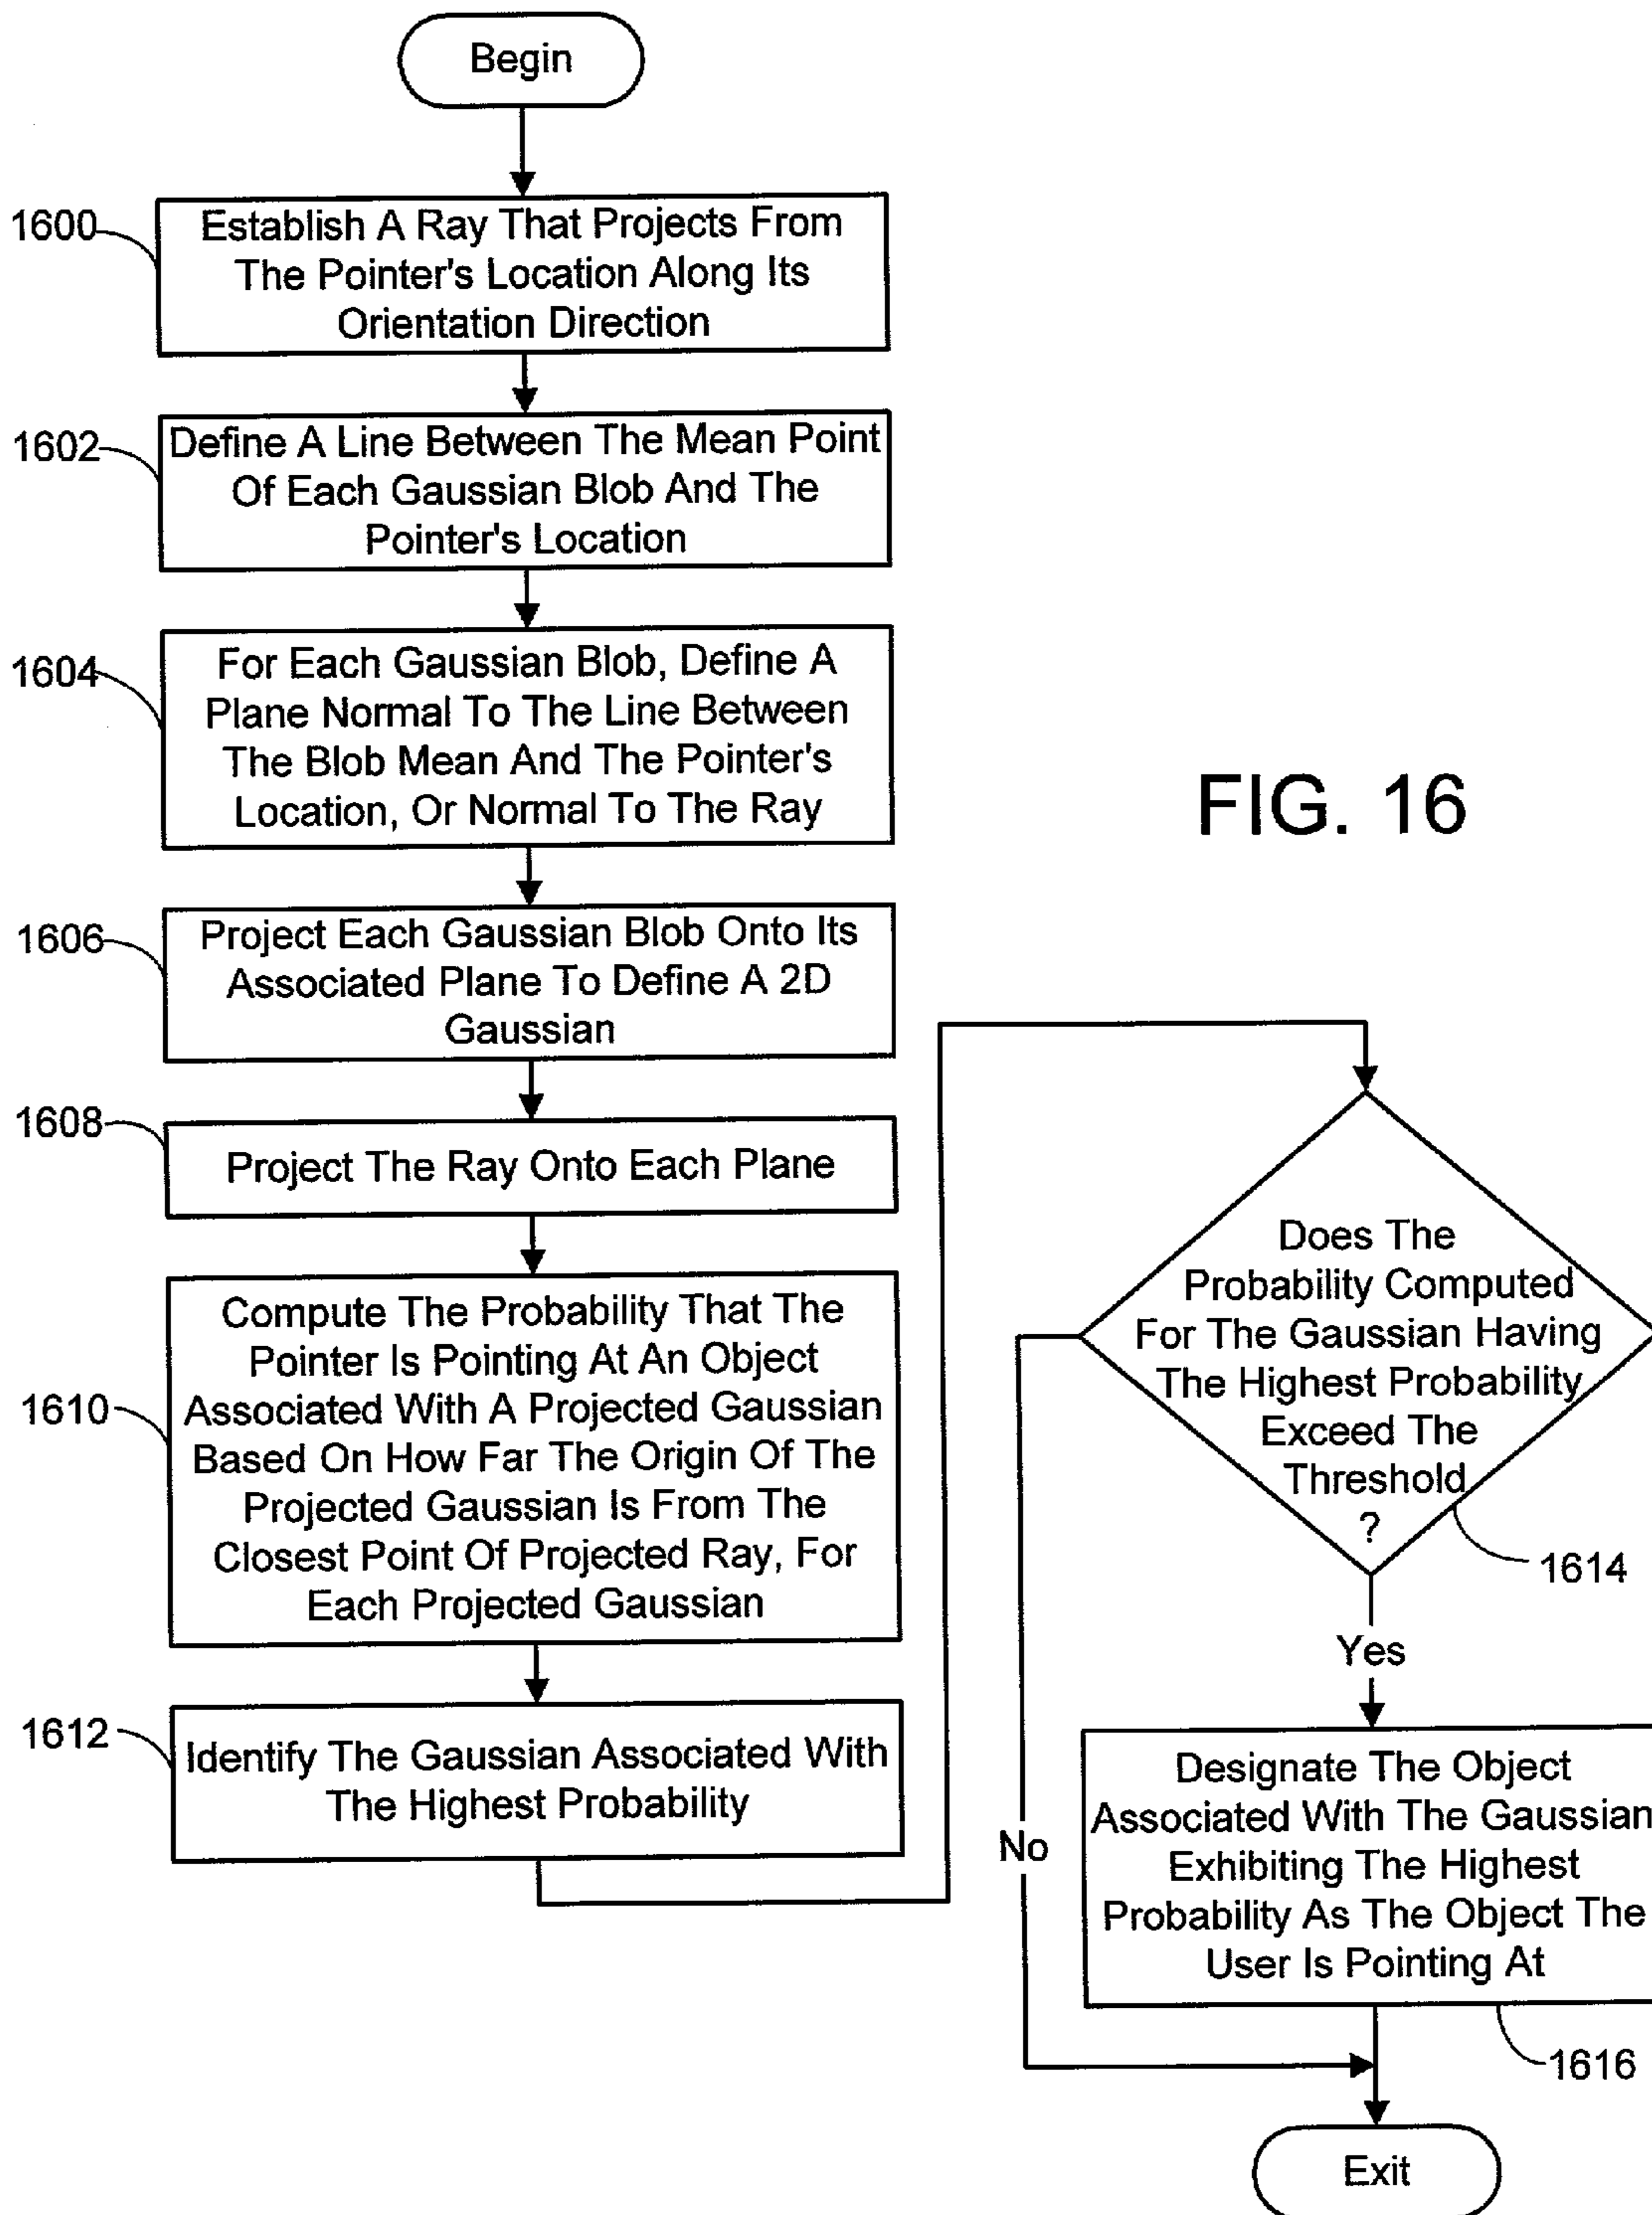 Begin
1600
Establish A Ray That Projects From
The Pointer's Location Along Its
Orientation Direction
1602
Define A Line Between The Mean Point
Of Each Gaussian Blob And The
Pointer's Location
1604
For Each Gaussian Blob, Define A
Plane Normal To The Line Between
The Blob Mean And The Pointer's
Location, Or Normal To The Ray
FIG. 16
1606
Project Each Gaussian Blob Onto Its
Associated Plane To Define A 2D
Gaussian
1608
Project The Ray Onto Each Plane
1610
Compute The Probability That The
Pointer Is Pointing At An Object
Associated With A Projected Gaussian
Based On How Far The Origin Of The
Projected Gaussian Is From The
Closest Point Of Projected Ray, For
Each Projected Gaussian
1612
Identify The Gaussian Associated With
The Highest Probability
Does The
Probability Computed
For The Gaussian Having
The Highest Probability
Exceed The
Threshold
?
1614
Yes
No
Designate The Object
Associated With The Gaussian
Exhibiting The Highest
Probability As The Object The
User Is Pointing At
1616
Exit